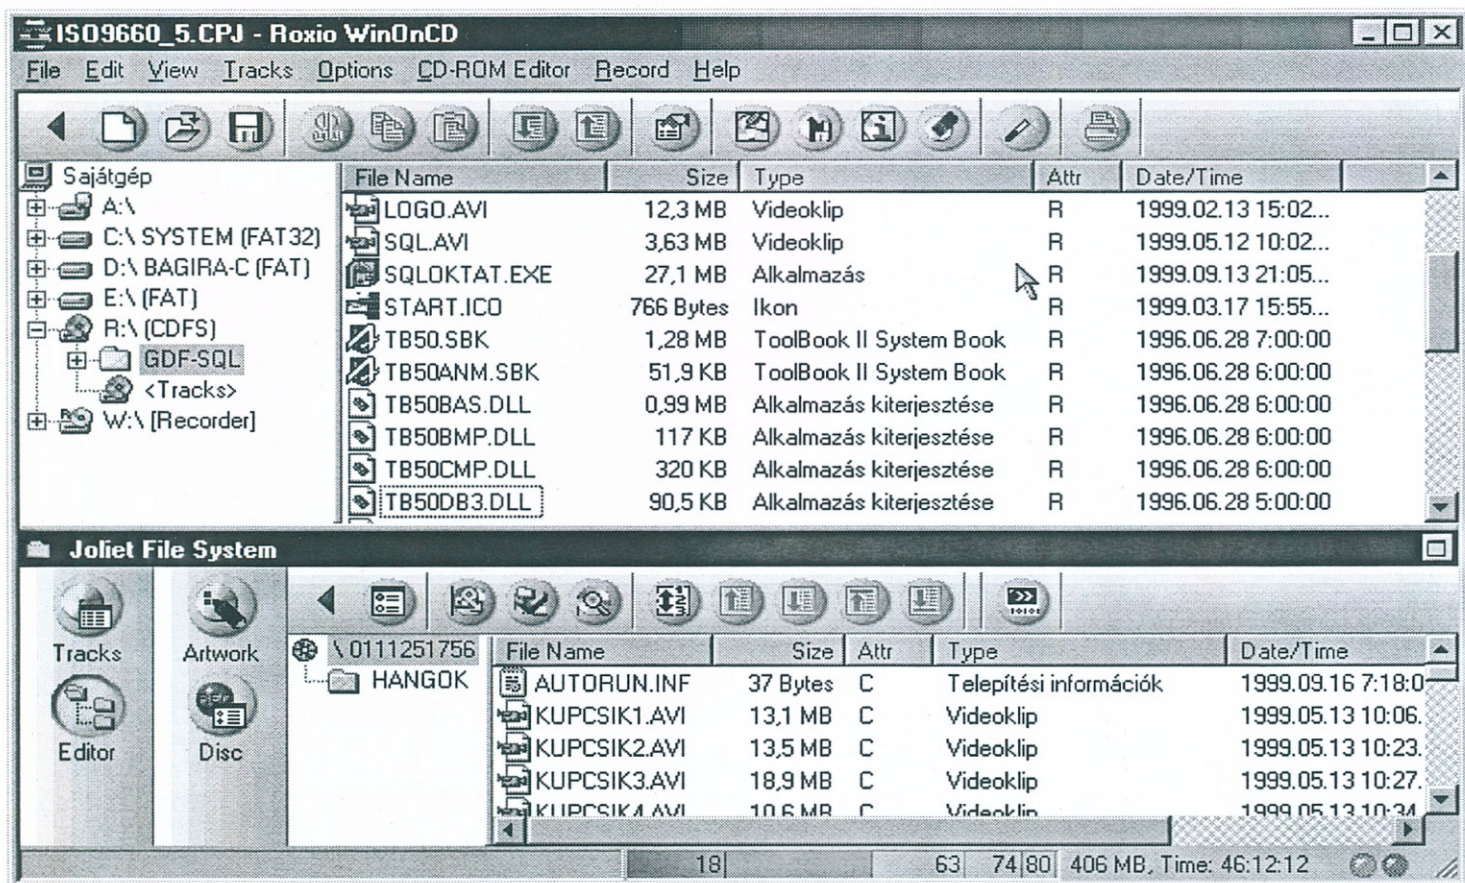 ISO9660_5.CPJ - Roxio WinOnCD
File Edit View Tracks Options CD-ROM Editor Record Help
Sajátgép
A:\
C:\ SYSTEM (FAT32)
D:\ BAGIRA-C (FAT)
E:\ (FAT)
R:\ (CDFS)
GDF-SQL
<Tracks>
W:\ [Recorder]
File Name Size Type Attr Date/Time
LOGO.AVI 12,3 MB Videoklip R 1999.02.13 15:02...
SQL.AVI 3,63 MB Videoklip R 1999.05.12 10:02...
SQLOKTAT.EXE 27,1 MB Alkalmazás R 1999.09.13 21:05...
START.ICO 766 Bytes Ikon R 1999.03.17 15:55...
TB50.SBK 1,28 MB ToolBook II System Book R 1996.06.28 7:00:00
TB50ANM.SBK 51,9 KB ToolBook II System Book R 1996.06.28 6:00:00
TB50BAS.DLL 0,99 MB Alkalmazás kiterjesztése R 1996.06.28 6:00:00
TB50BMP.DLL 117 KB Alkalmazás kiterjesztése R 1996.06.28 6:00:00
TB50CMP.DLL 320 KB Alkalmazás kiterjesztése R 1996.06.28 6:00:00
TB50DB3.DLL 90,5 KB Alkalmazás kiterjesztése R 1996.06.28 5:00:00
Joliet File System
Tracks
Artwork
Editor
Disc
\ 0111251756
HANGOK
File Name Size Attr Type Date/Time
AUTORUN.INF 37 Bytes C Telepítési információk 1999.09.16 7:18:0
KUPCSIK1.AVI 13,1 MB C Videoklip 1999.05.13 10:06.
KUPCSIK2.AVI 13,5 MB C Videoklip 1999.05.13 10:23.
KUPCSIK3.AVI 18,9 MB C Videoklip 1999.05.13 10:27.
KUPCSIK4.AVI 10,6 MB C Videoklip 1999.05.13 10:34
18 63 74 80 406 MB, Time: 46:12:12